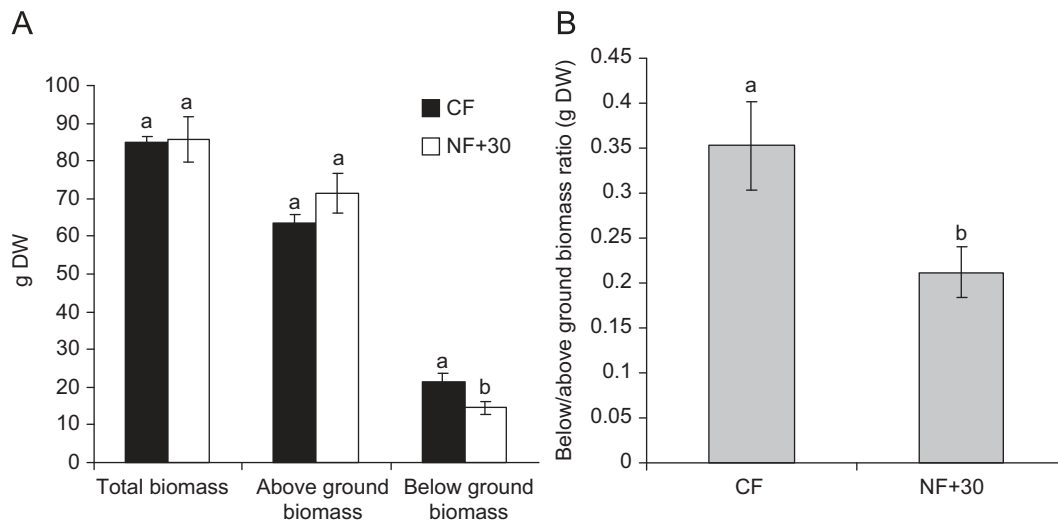 A
g DW
100
90
80
70
60
50
40
30
20
10
0
a
a
a
a
a
b
CF
NF+30
Total biomass
Above ground
biomass
Below ground
biomass
B
Below/above ground biomass ratio (g DW)
0.45
0.4
0.35
0.3
0.25
0.2
0.15
0.1
0.05
0
a
b
CF
NF+30